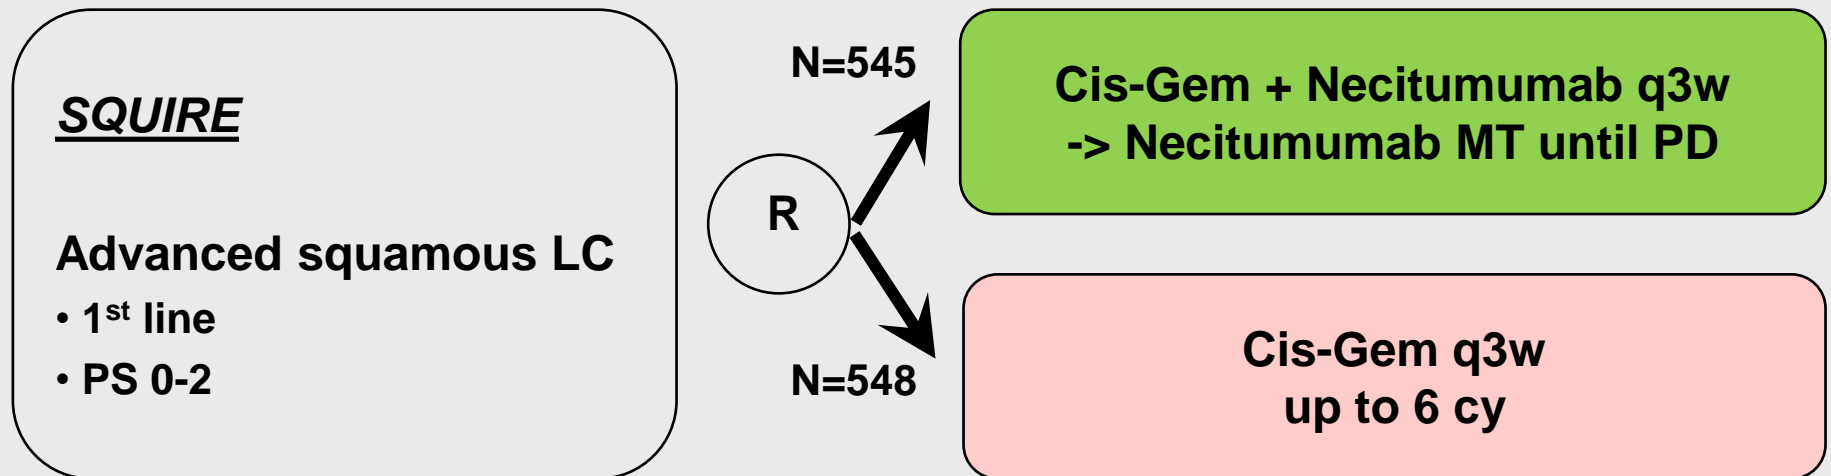 SQUIRE
Advanced squamous LC
• 1st line
• PS 0-2
N=545
R
N=548
Cis-Gem + Necitumumab q3w
-> Necitumumab MT until PD
Cis-Gem q3w
up to 6 cy